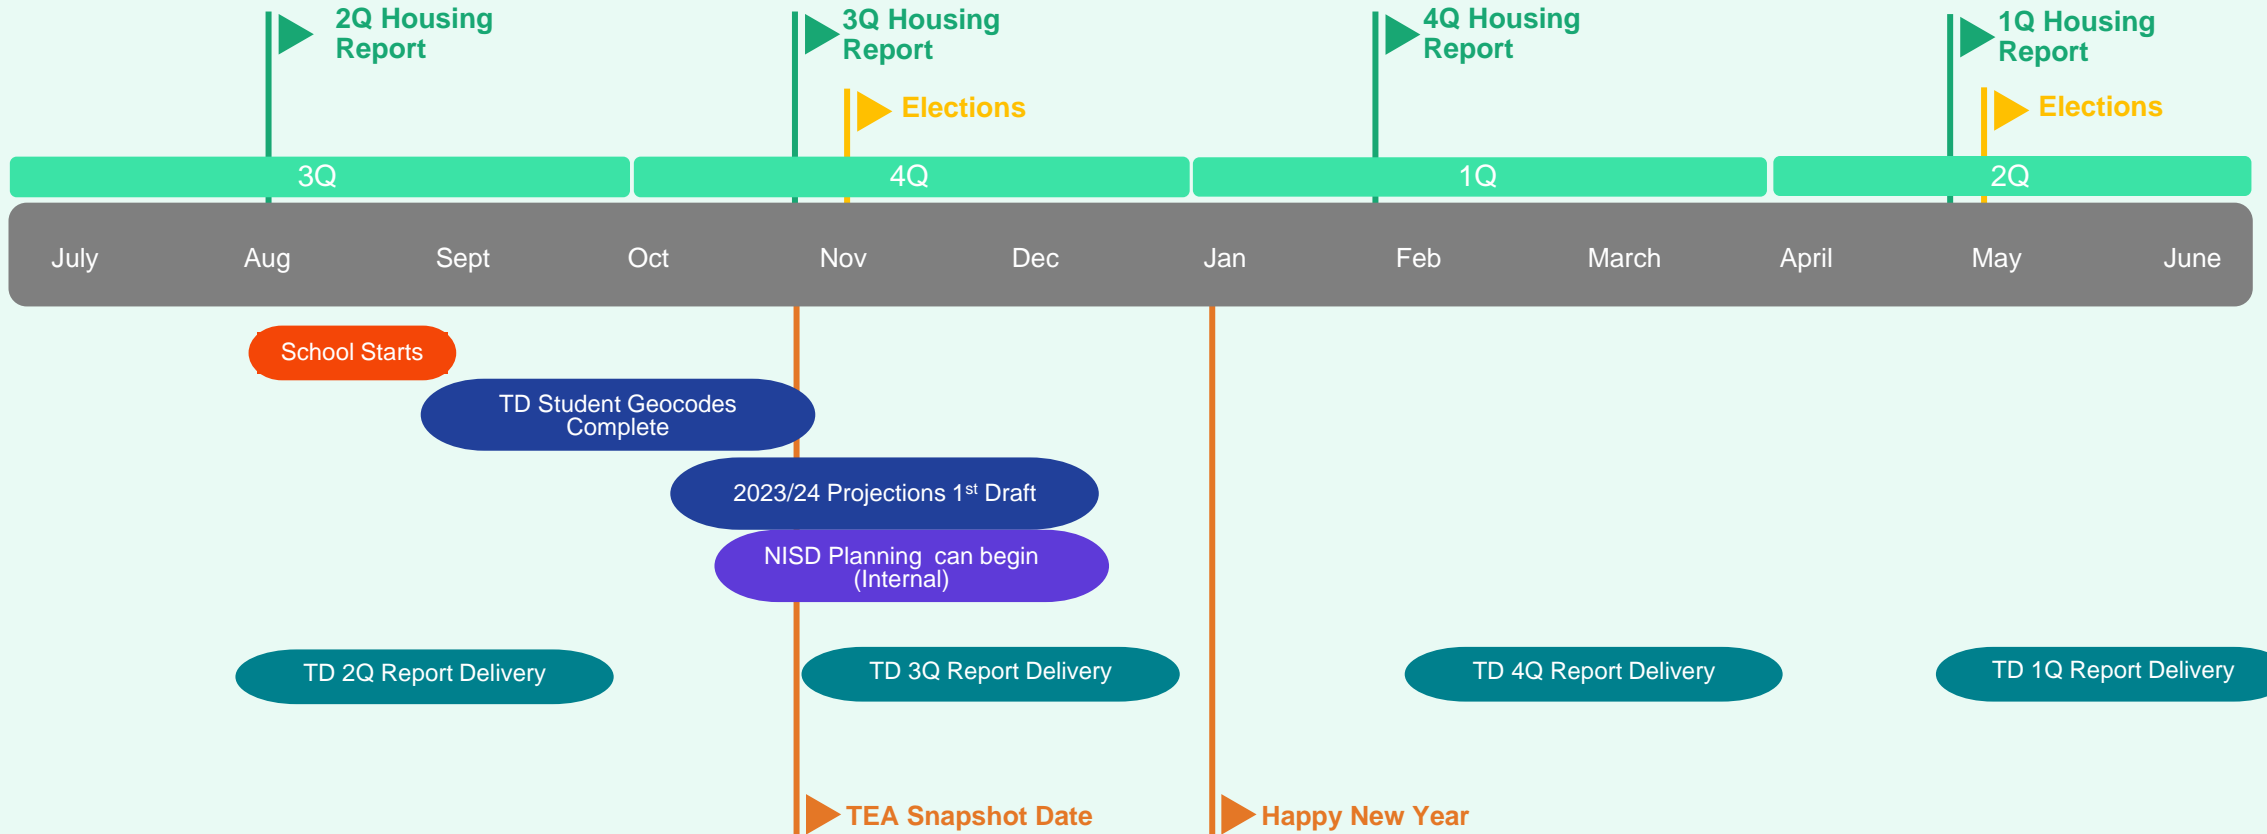 2Q Housing
Report
3Q Housing
Report
4Q Housing
Report
1Q Housing
Report
Elections
Elections
3Q
4Q
1Q
2Q
July
Aug
Sept
Oct
Nov
Dec
Jan
Feb
March
April
May
June
School Starts
TD Student Geocodes
Complete
2023/24 Projections 1st Draft
NISD Planning can begin
(Internal)
TD 2Q Report Delivery
TD 3Q Report Delivery
TD 4Q Report Delivery
TD 1Q Report Delivery
TEA Snapshot Date
Happy New Year